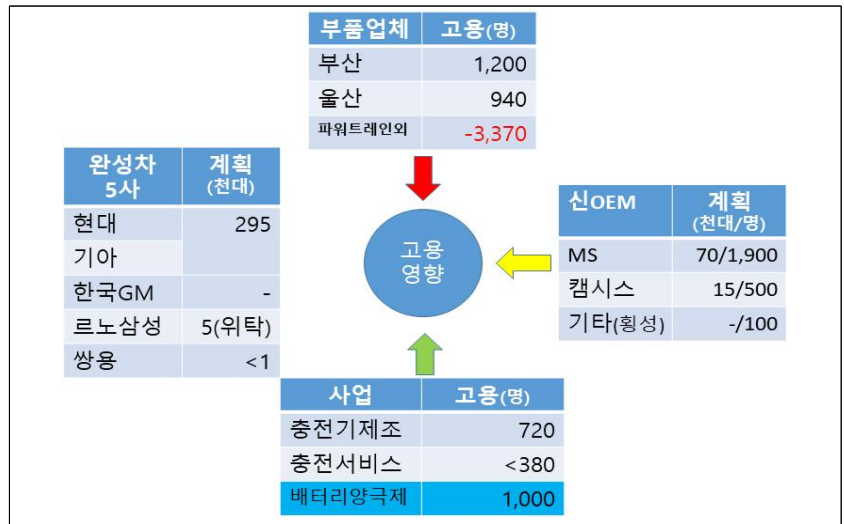 부품업체 고용(명)
부산 1,200
울산 940
파워트레인외 -3,370
완성차 5사 계획 (천대)
현대 295
기아
한국GM -
르노삼성 5(위탁)
쌍용 <1
고용
영향
신OEM 계획 (천대/명)
MS 70/1,900
캠시스 15/500
기타(횡성) -/100
사업 고용(명)
충전기제조 720
충전서비스 <380
배터리양극제 1,000